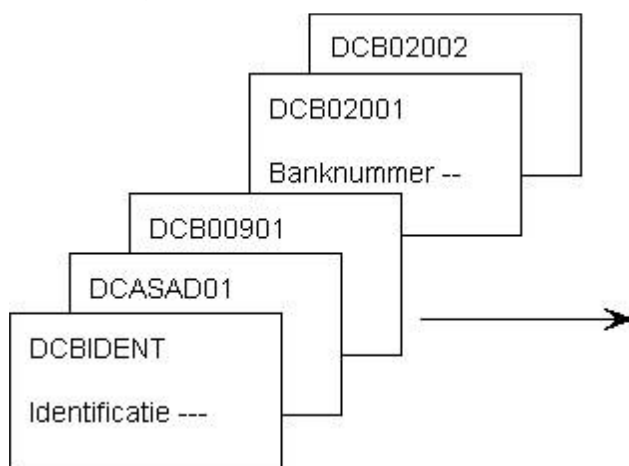 DCB02002
DCB02001
Banknummer --
DCB00901
DCASAD01
DCBIDENT
Identificatie ---